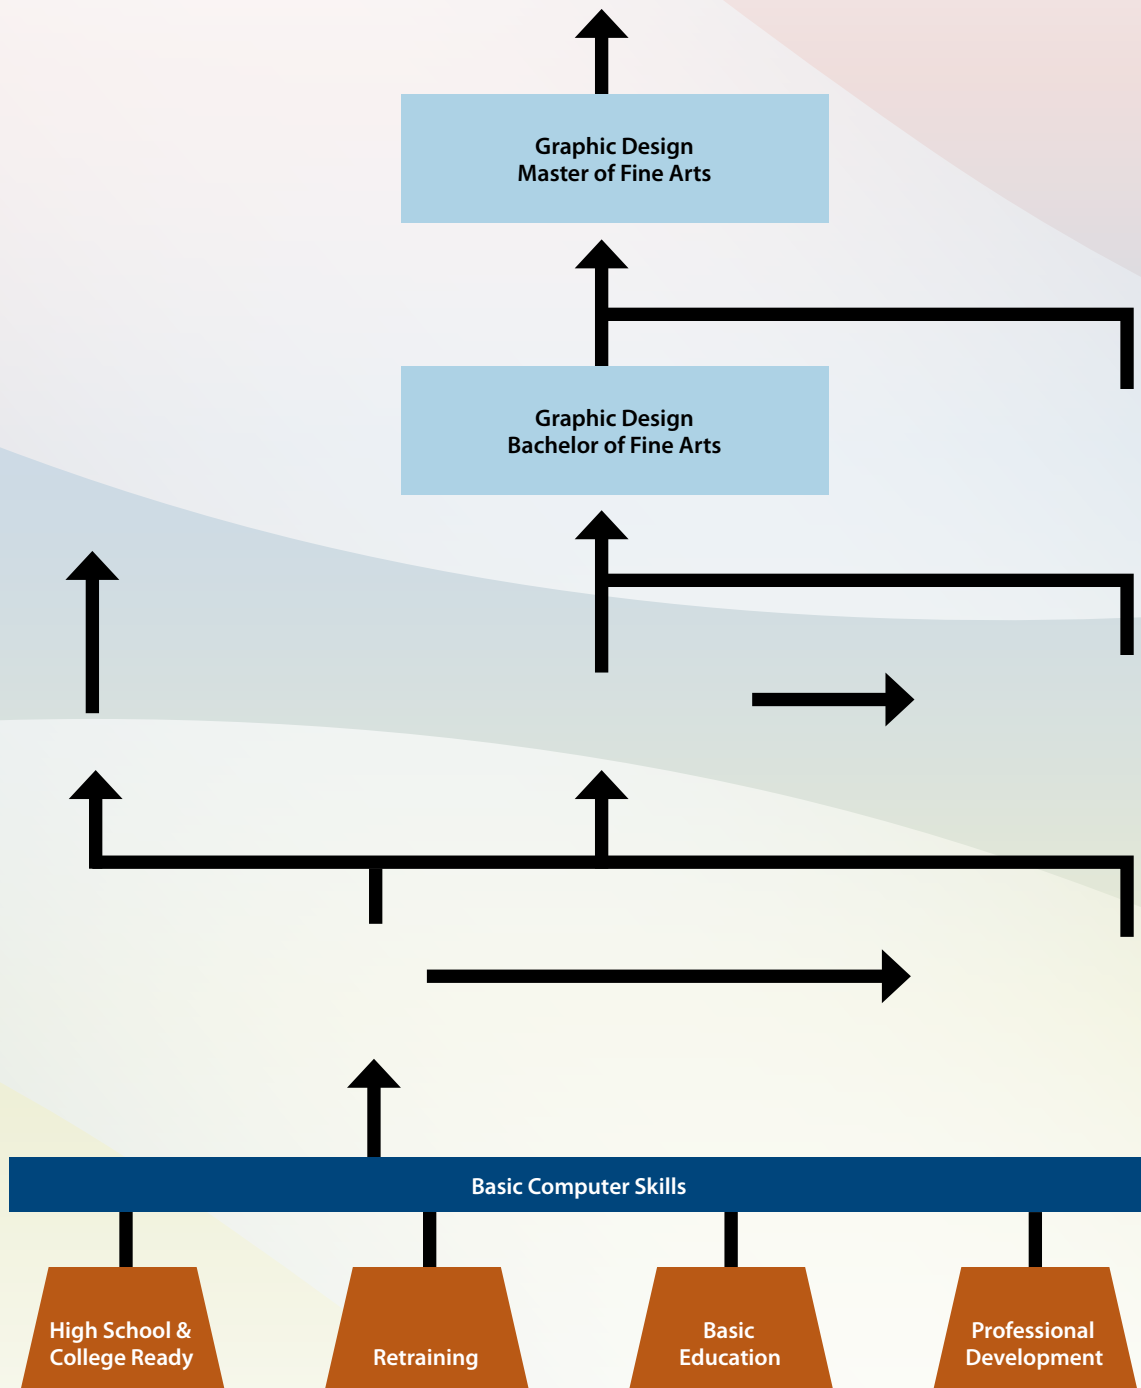 Graphic Design
Master of Fine Arts
Graphic Design
Bachelor of Fine Arts
Basic Computer Skills
High School &
College Ready
Retraining
Basic
Education
Professional
Development